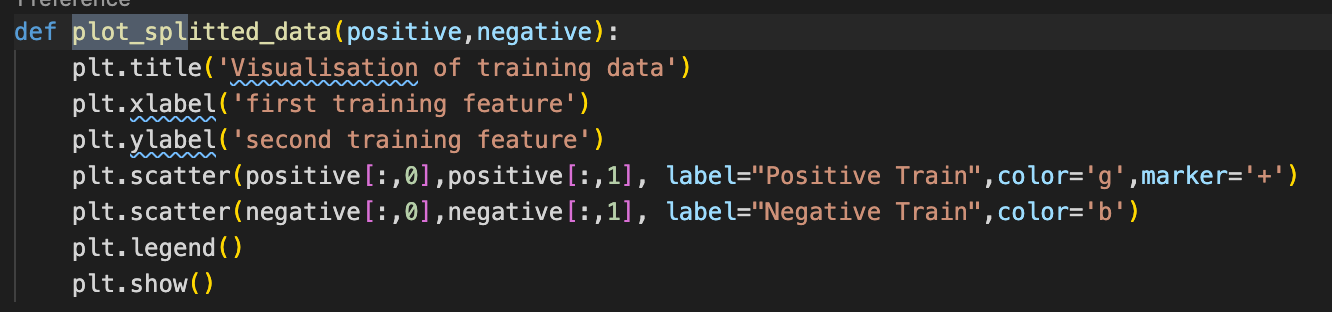 1 reference
def plot_splitted_data(positive,negative):
    plt.title('Visualisation of training data')
    plt.xlabel('first training feature')
    plt.ylabel('second training feature')
    plt.scatter(positive[:,0],positive[:,1], label="Positive Train",color='g',marker='+')
    plt.scatter(negative[:,0],negative[:,1], label="Negative Train",color='b')
    plt.legend()
    plt.show()